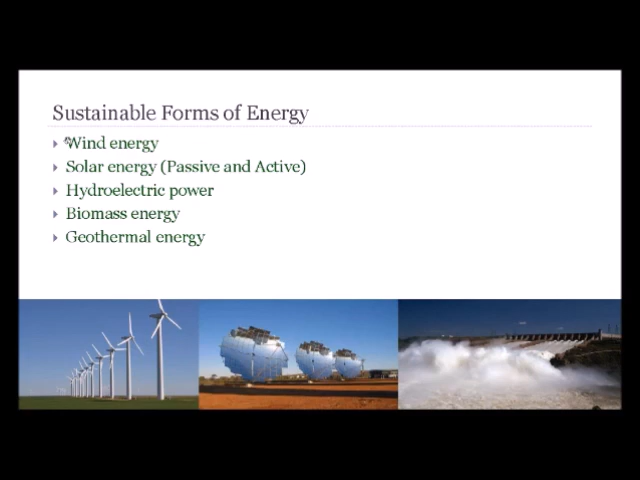 Sustainable Forms of Energy
Wind energy
Solar energy (Passive and Active)
Hydroelectric power
Biomass energy
Geothermal energy